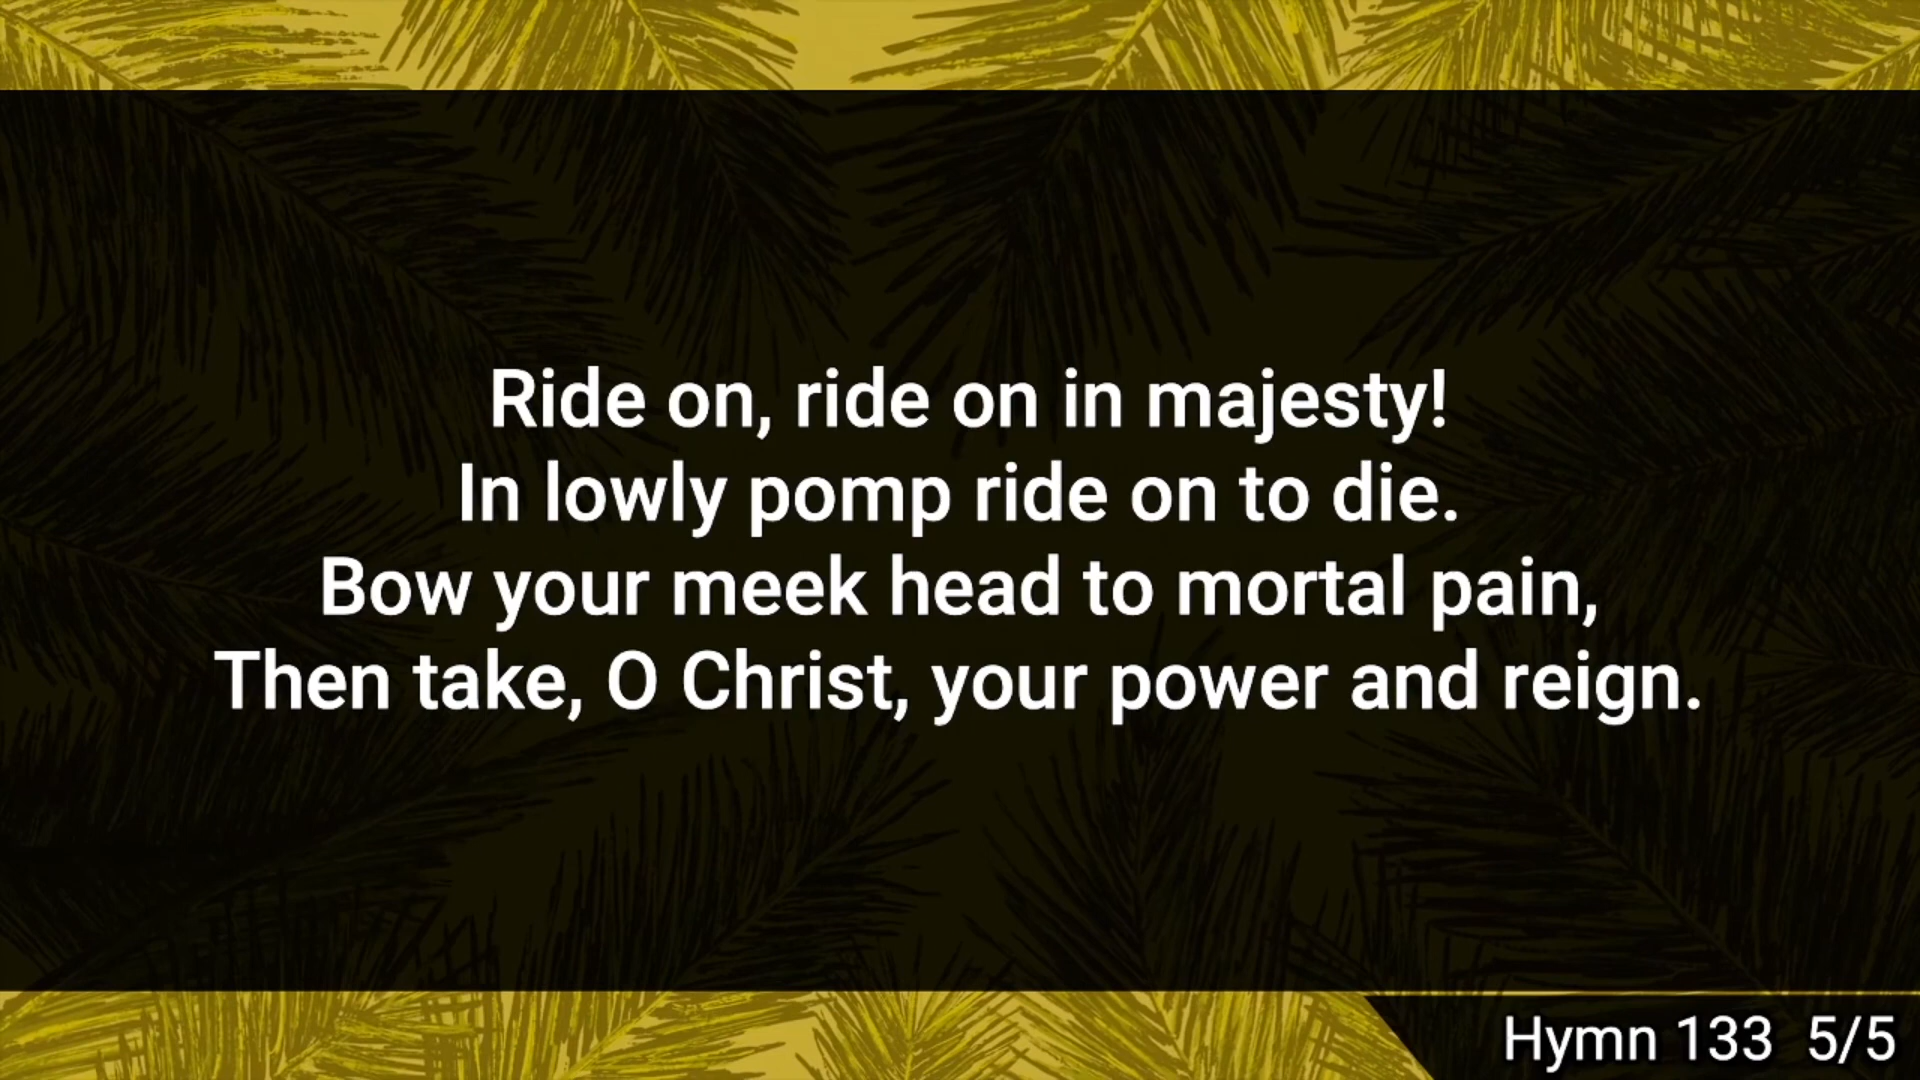 Ride on, ride on in majesty!
In lowly pomp ride on to die.
Bow your meek head to mortal pain,
Then take, O Christ, your power and reign.
Hymn 133 5/5